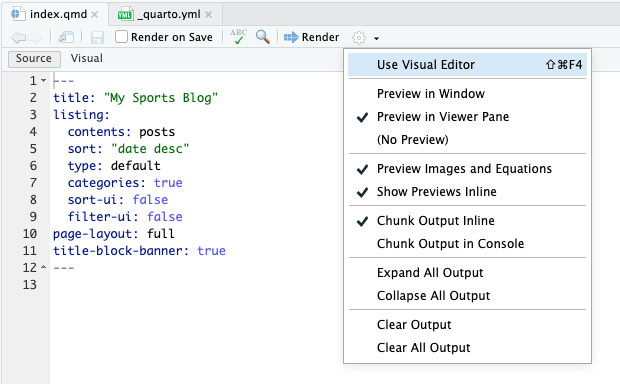 index.qmd
YML _quarto.yml
Render on Save ABC Render
Source Visual
1 ---
2 title: "My Sports Blog"
3 listing:
4 contents: posts
5 sort: "date desc"
6 type: default
7 categories: true
8 sort-ui: false
9 filter-ui: false
10 page-layout: full
11 title-block-banner: true
12 ---
13
Use Visual Editor ⇧⌘F4
Preview in Window
Preview in Viewer Pane
(No Preview)
Preview Images and Equations
Show Previews Inline
Chunk Output Inline
Chunk Output in Console
Expand All Output
Collapse All Output
Clear Output
Clear All Output